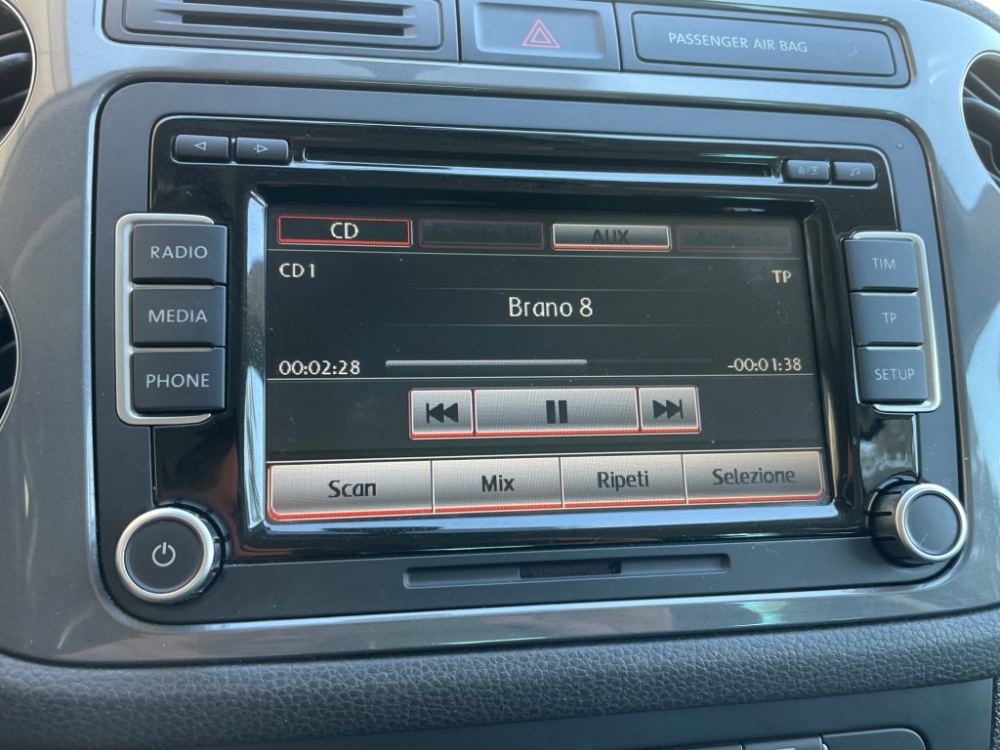 PASSENGER AIR BAG
RADIO
MEDIA
PHONE
CD
AUX
CD 1
TP
Brano 8
00:02:28
-00:01:38
Scan
Mix
Ripeti
Selezione
TIM
TP
SETUP